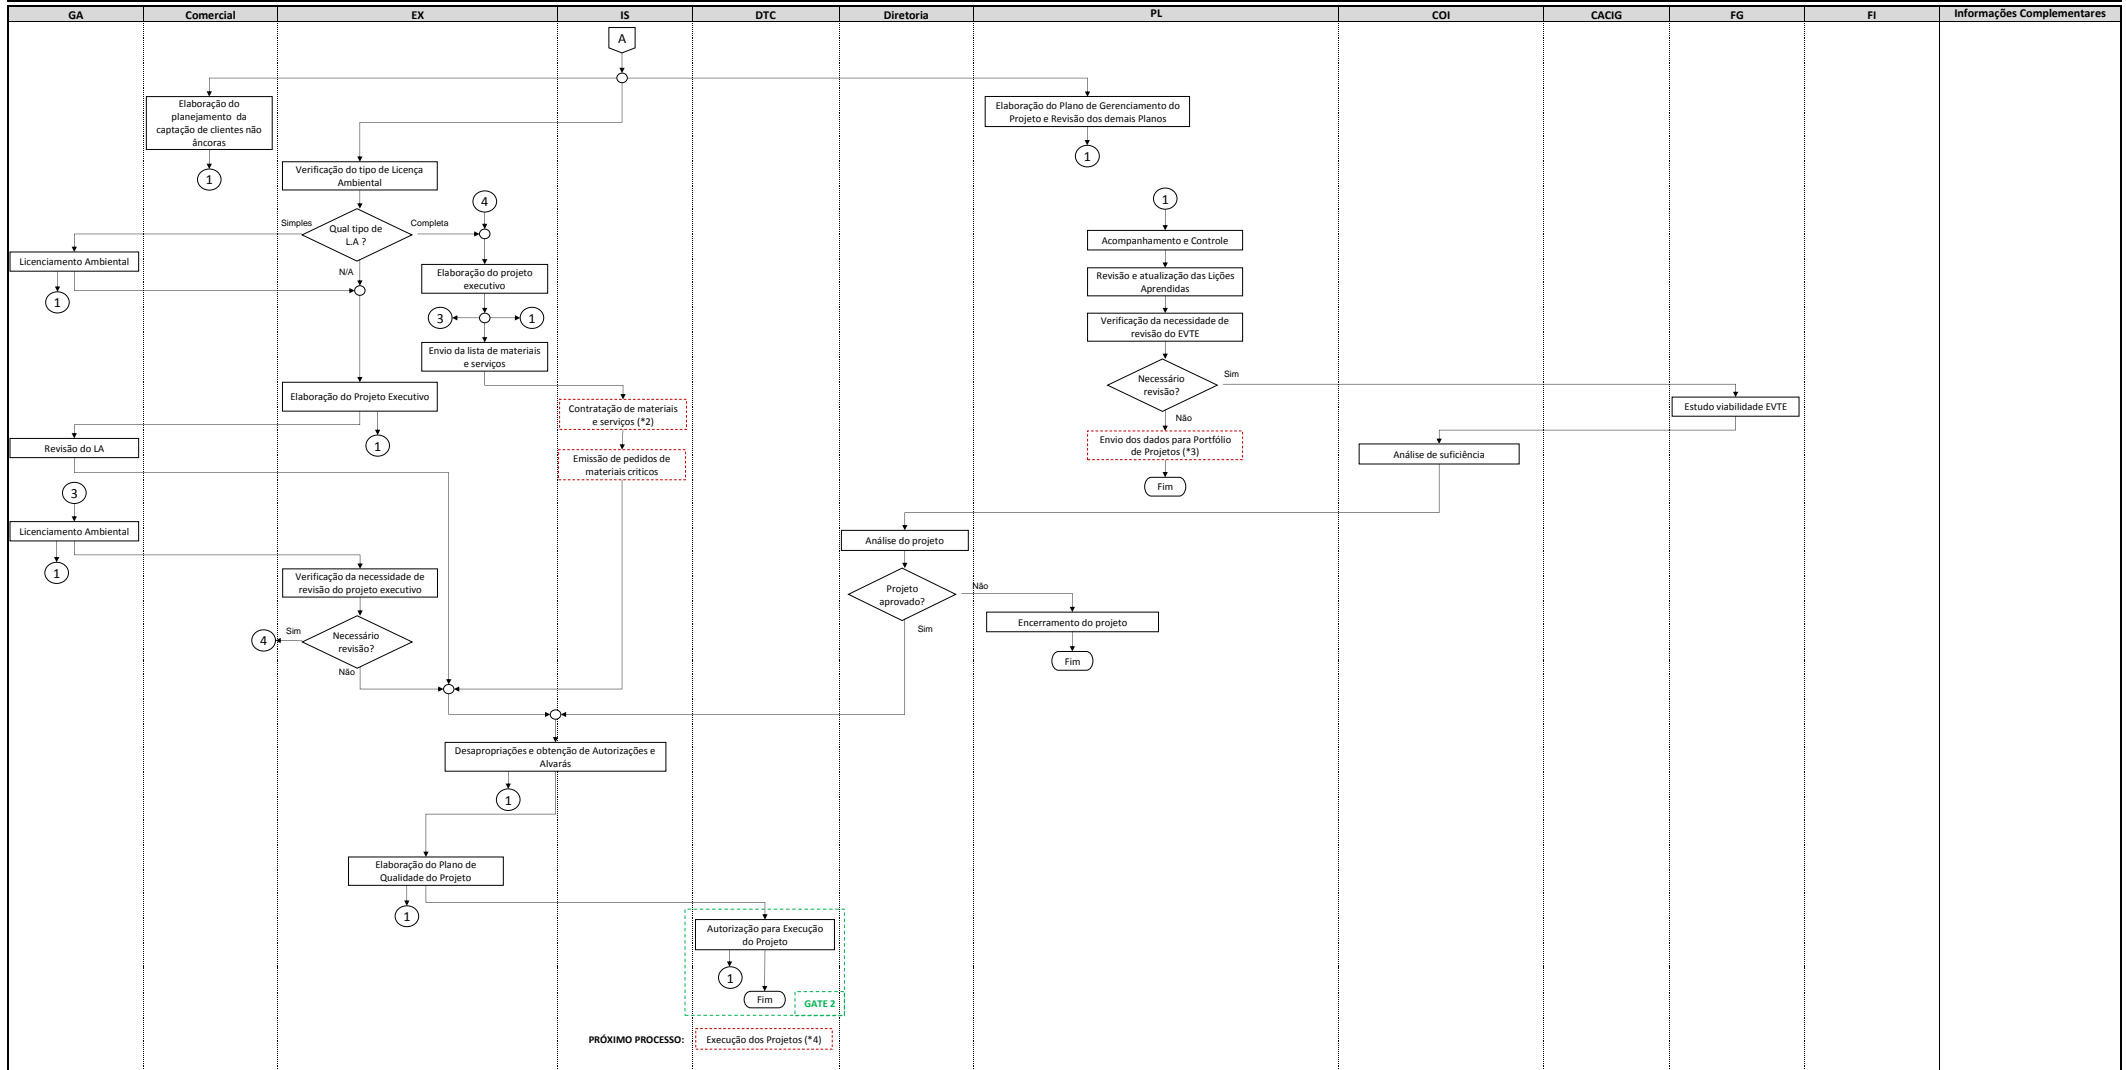 GA
Comercial
EX
IS
DTC
Diretoria
PL
COI
CACIG
FG
FI
Informações Complementares
A
Elaboração do
planejamento da
captação de clientes não
âncoras
1
Elaboração do Plano de Gerenciamento do
Projeto e Revisão dos demais Planos
1
Verificação do tipo de Licença
Ambiental
Qual tipo de
L.A ?
Simples
Completa
N/A
4
Licenciamento Ambiental
1
Elaboração do projeto
executivo
3
1
Envio da lista de materiais
e serviços
Elaboração do Projeto Executivo
1
Contratação de materiais
e serviços (*2)
Emissão de pedidos de
materiais criticos
Revisão do LA
3
Licenciamento Ambiental
1
Verificação da necessidade de
revisão do projeto executivo
Necessário
revisão?
Sim
4
Não
1
Acompanhamento e Controle
Revisão e atualização das Lições
Aprendidas
Verificação da necessidade de
revisão do EVTE
Necessário
revisão?
Sim
Não
Envio dos dados para Portfólio
de Projetos (*3)
Fim
Estudo viabilidade EVTE
Análise de suficiência
Análise do projeto
Projeto
aprovado?
Não
Sim
Encerramento do projeto
Fim
Desapropriações e obtenção de Autorizações e
Alvarás
1
Elaboração do Plano de
Qualidade do Projeto
1
Autorização para Execução
do Projeto
1
Fim
GATE 2
PRÓXIMO PROCESSO:
Execução dos Projetos (*4)